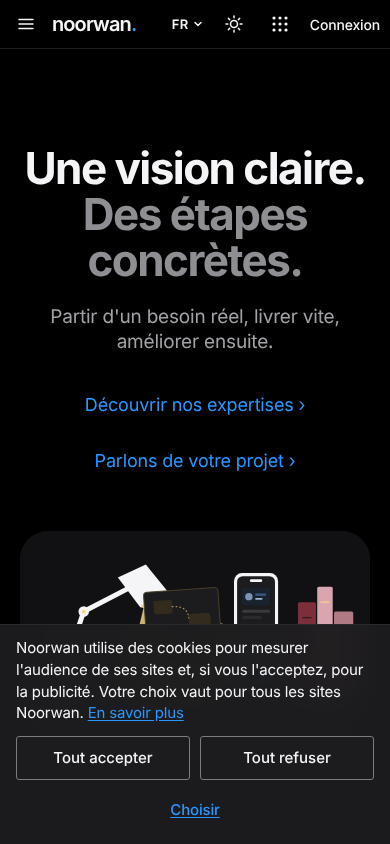 noorwan.
FR
Connexion
Une vision claire.
Des étapes
concrètes.
Partir d'un besoin réel, livrer vite,
améliorer ensuite.
Découvrir nos expertises ›
Parlons de votre projet ›
Noorwan utilise des cookies pour mesurer
l'audience de ses sites et, si vous l'acceptez, pour
la publicité. Votre choix vaut pour tous les sites
Noorwan. En savoir plus
Tout accepter
Tout refuser
Choisir